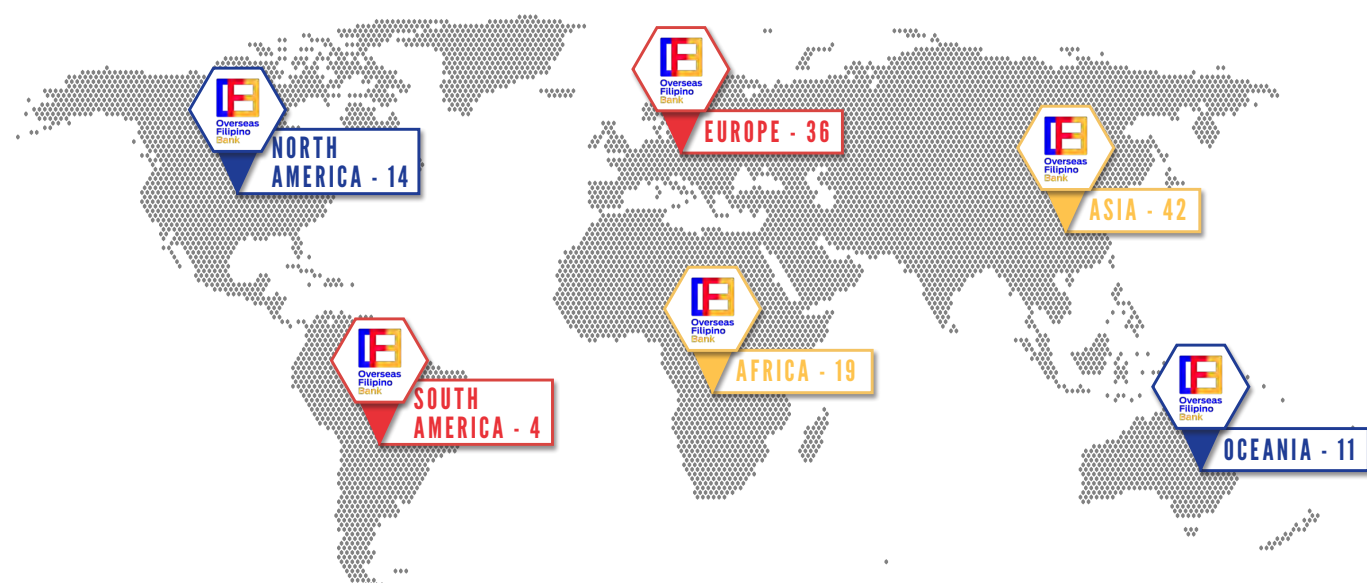 Overseas
Filipino
Bank
NORTH
AMERICA - 14
Overseas
Filipino
Bank
EUROPE - 36
Overseas
Filipino
Bank
ASIA - 42
Overseas
Filipino
Bank
AFRICA - 19
Overseas
Filipino
Bank
SOUTH
AMERICA - 4
Overseas
Filipino
Bank
OCEANIA - 11